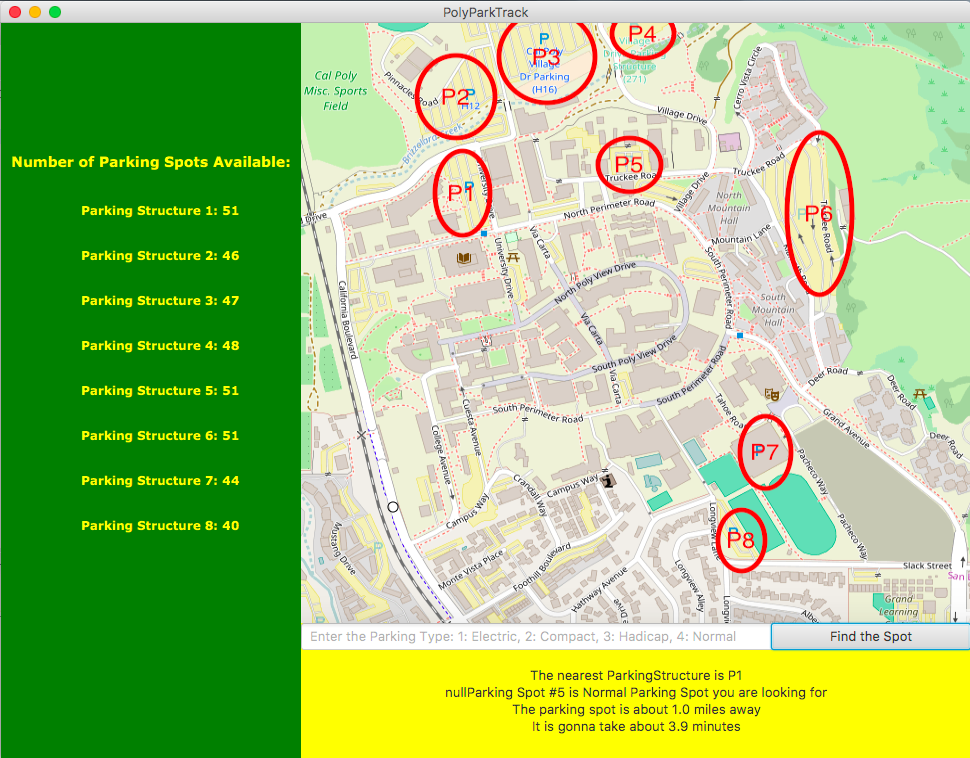 PolyParkTrack
Number of Parking Spots Available:
Parking Structure 1: 51
Parking Structure 2: 46
Parking Structure 3: 47
Parking Structure 4: 48
Parking Structure 5: 51
Parking Structure 6: 51
Parking Structure 7: 44
Parking Structure 8: 40
P4
P
P3
Cal Poly
Village
Dr Parking
(H16)
Structure
(271)
Cal Poly
Misc. Sports
Field
Pinnacles Road
P2
P
H12
Cerro Vista Circle
Village Drive
Britzolara Creek
P5
Truckee Road
Truckee Road
P1
P
University Drive
Drive
Village Drive
North
Mountain
Hall
P6
Truckee Road
North Perimeter Road
Mountain Lane
Via Carta
University Drive
South Perimeter Road
North Poly View Drive
California Boulevard
South
Mountain
Hall
Via Carta
South Poly View Drive
South Perimeter Road
Via Carta
Deer Road
Deer Road
Cuesta Avenue
South Perimeter Road
Tahoe Road
Grand Avenue
College Avenue
Deer
Road
P7
Pacheco Way
Campus Way
Crandall Way
Campus Way
Longview Lane
P8
P
Pacheco Way
Mustang Drive
P
Monte Vista Place
Foothill Boulevard
Slack Street
Hathway Avenue
Longview Alley
San L
Grand
Learning
Drive
Longvi
Albe
Enter the Parking Type: 1: Electric, 2: Compact, 3: Hadicap, 4: Normal
Find the Spot
The nearest ParkingStructure is P1
nullParking Spot #5 is Normal Parking Spot you are looking for
The parking spot is about 1.0 miles away
It is gonna take about 3.9 minutes